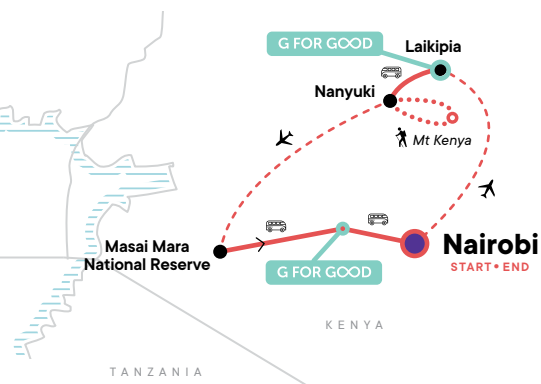 G FOR GOOD
Laikipia
Nanyuki
Mt Kenya
Masai Mara
National Reserve
Nairobi
START • END
G FOR GOOD
KENYA
TANZANIA